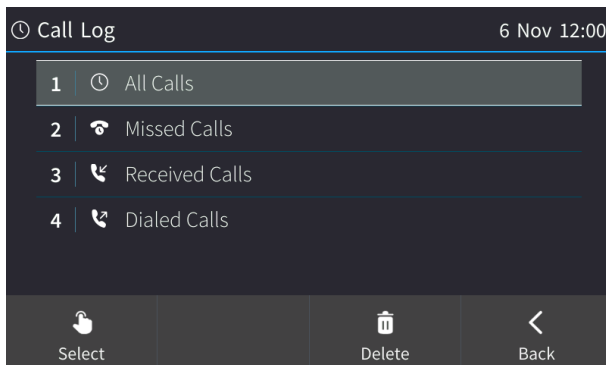 Call Log 6 Nov 12:00
1 All Calls
2 Missed Calls
3 Received Calls
4 Dialed Calls
Select Delete Back